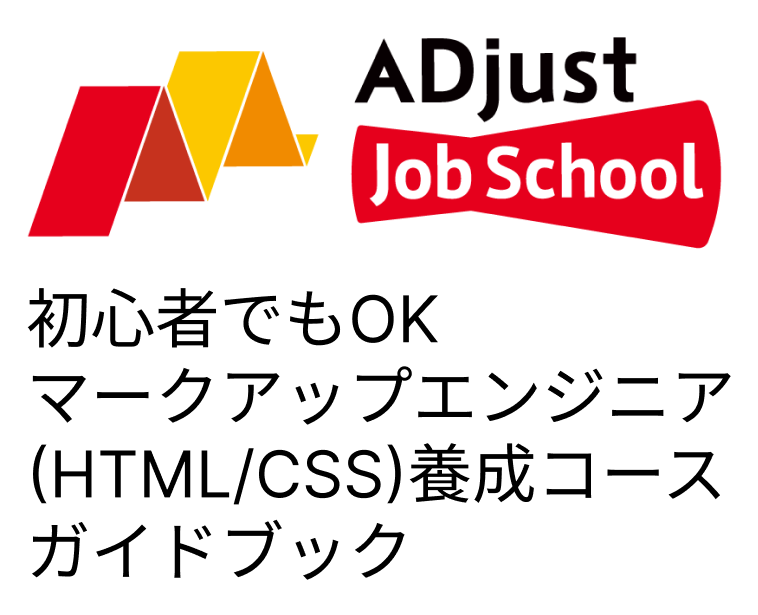 ADjust
Job School
初心者でもOK
マークアップエンジニア
(HTML/CSS)養成コース
ガイドブック